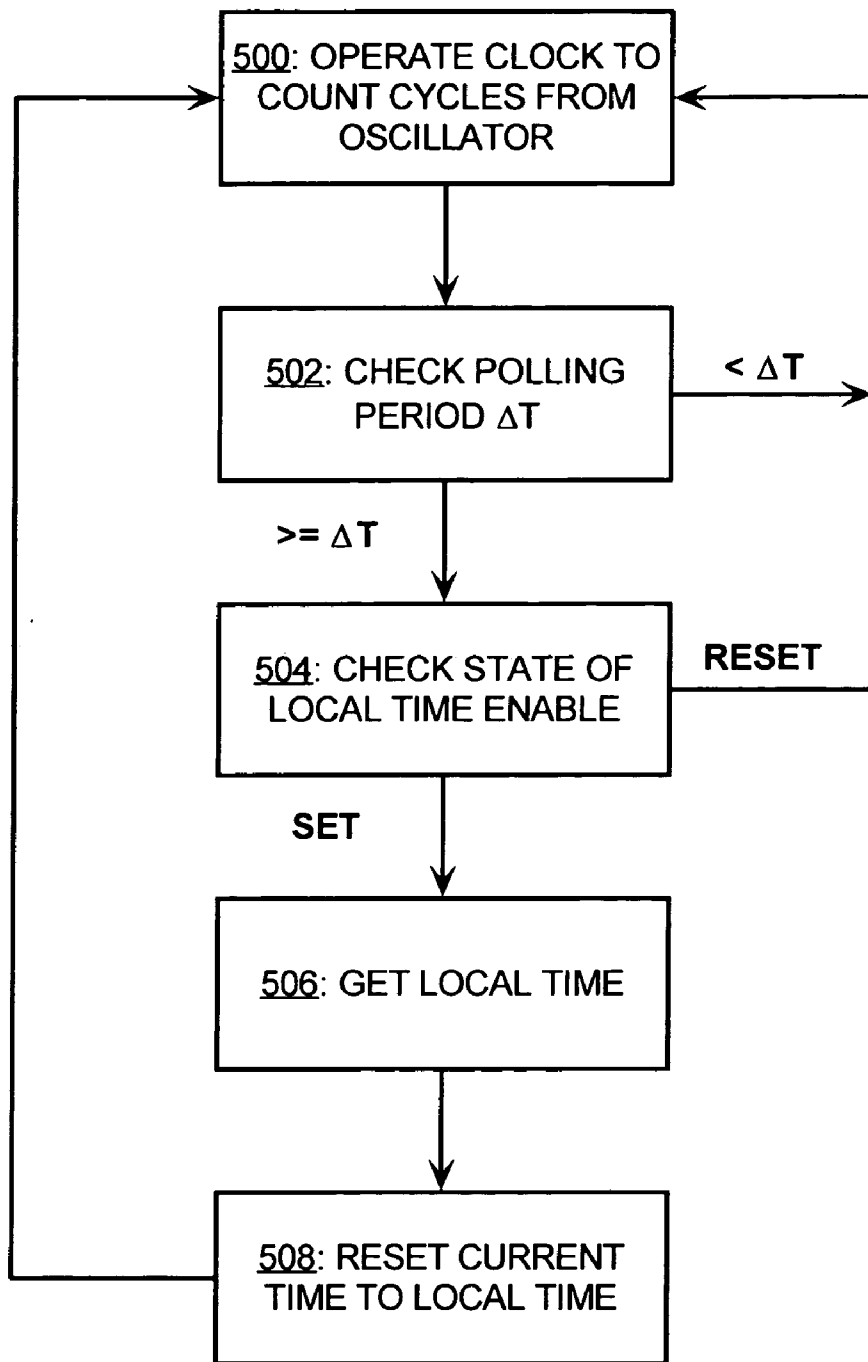 500: OPERATE CLOCK TO
COUNT CYCLES FROM
OSCILLATOR
502: CHECK POLLING
PERIOD ΔT
< ΔT
>= ΔT
504: CHECK STATE OF
LOCAL TIME ENABLE
RESET
SET
506: GET LOCAL TIME
508: RESET CURRENT
TIME TO LOCAL TIME